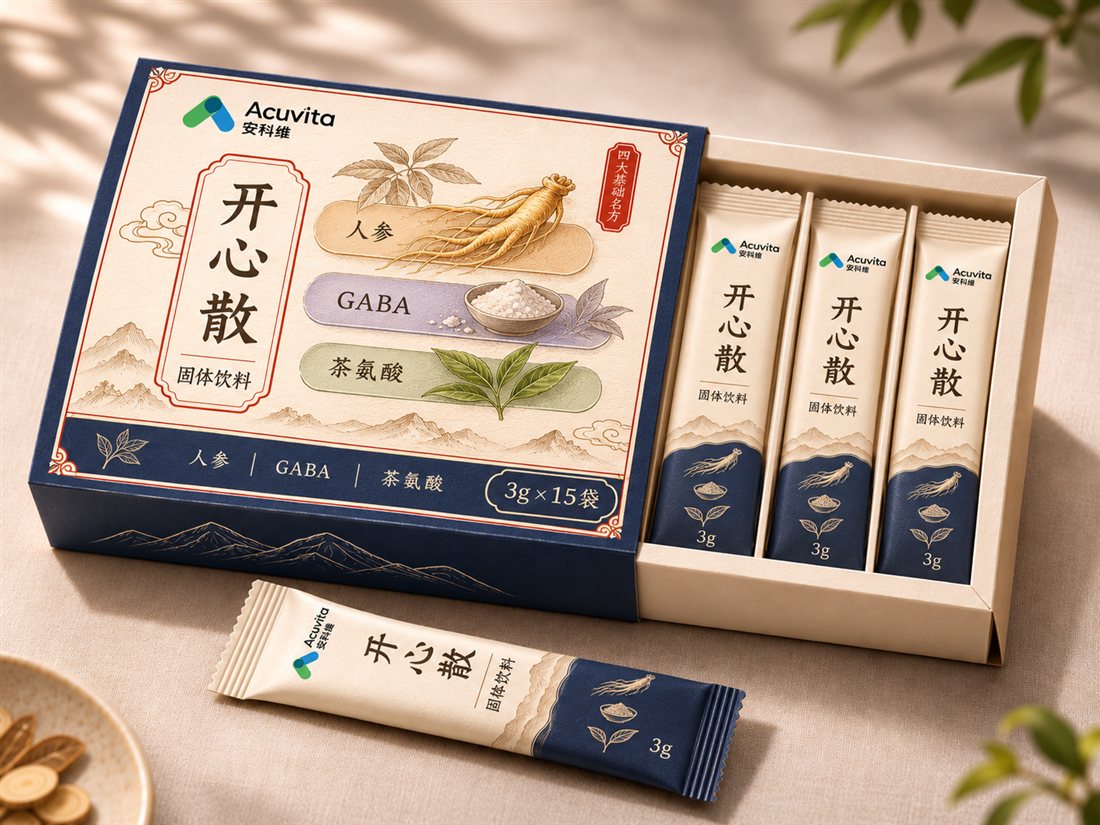 Acuvita
安科维
开心散
固体饮料
人参
GABA
茶氨酸
四大基础名方
人参 | GABA | 茶氨酸
3g×15袋
Acuvita
安科维
开心散
固体饮料
3g
Acuvita
安科维
开心散
固体饮料
3g
Acuvita
安科维
开心散
固体饮料
3g
Acuvita
安科维
开心散
固体饮料
3g